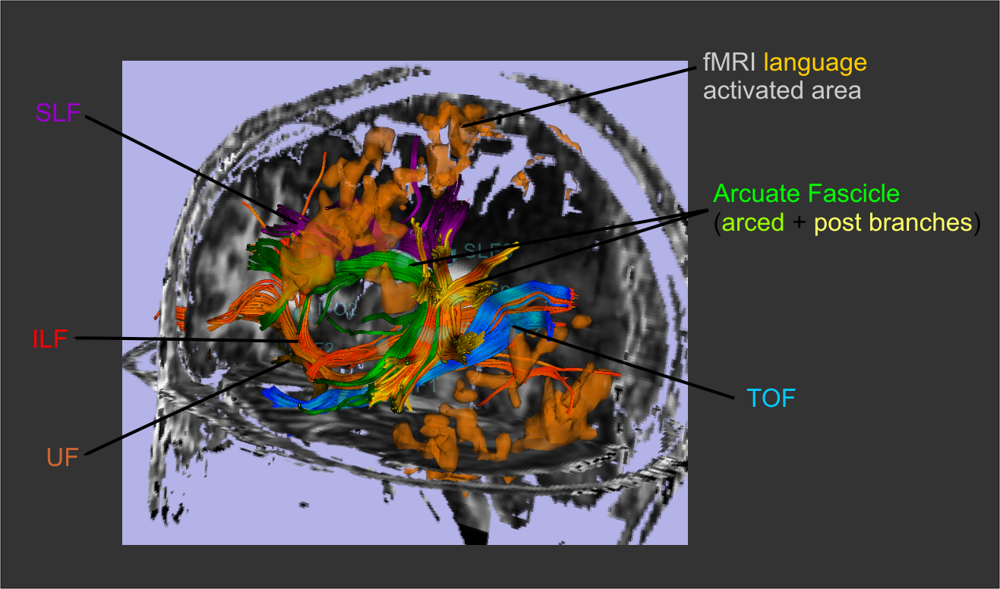 fMRI language
activated area
SLF
Arcuate Fascicle
(arced + post branches)
ILF
TOF
UF